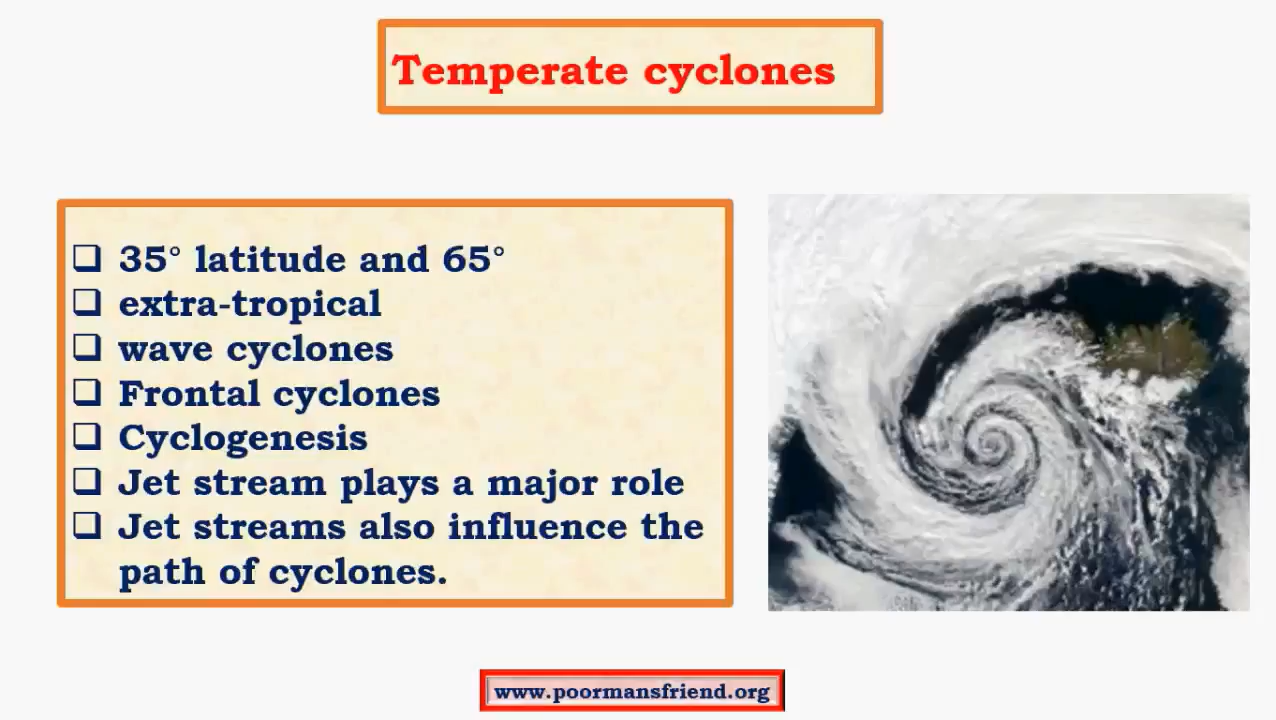 Temperate cyclones
❑ 35° latitude and 65°
❑ extra-tropical
❑ wave cyclones
❑ Frontal cyclones
❑ Cyclogenesis
❑ Jet stream plays a major role
❑ Jet streams also influence the
path of cyclones.
www.poormansfriend.org